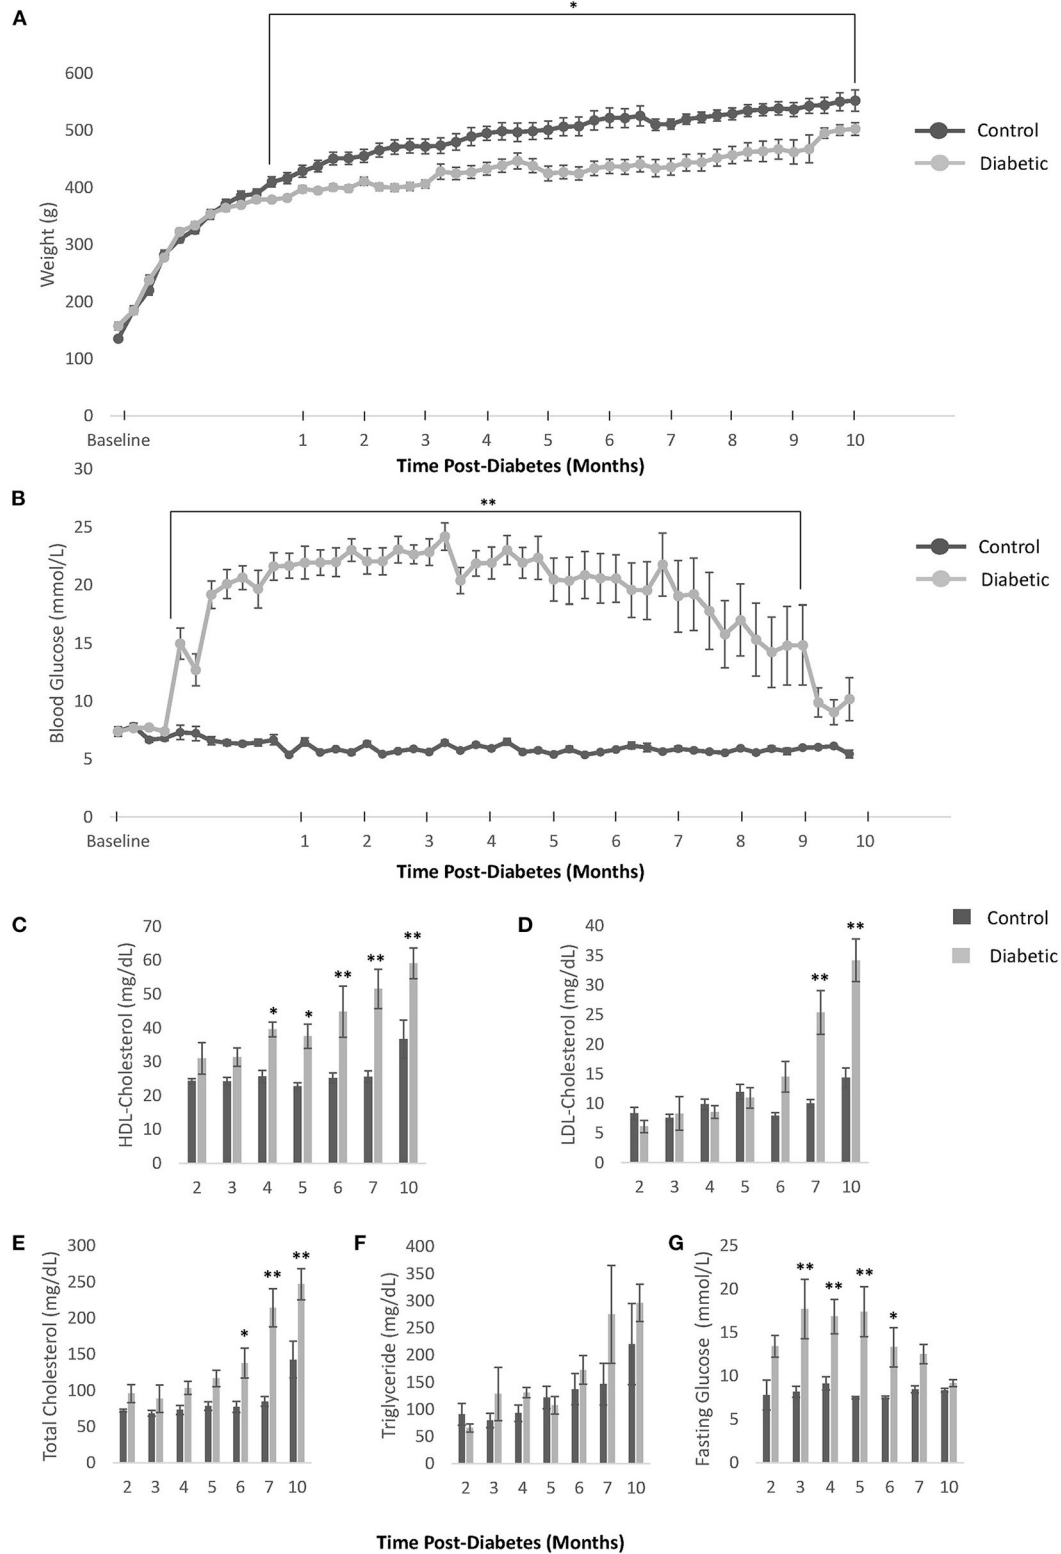 A
*
600
500
400
300
200
100
0
Weight (g)
Control
Diabetic
Baseline 1 2 3 4 5 6 7 8 9 10
Time Post-Diabetes (Months)
B
**
30
25
20
15
10
5
0
Blood Glucose (mmol/L)
Control
Diabetic
Baseline 1 2 3 4 5 6 7 8 9 10
Time Post-Diabetes (Months)
C
70
60
50
40
30
20
10
0
HDL-Cholesterol (mg/dL)
* * ** ** **
2 3 4 5 6 7 10
D
40
35
30
25
20
15
10
5
0
LDL-Cholesterol (mg/dL)
** **
2 3 4 5 6 7 10
Control
Diabetic
E
300
250
200
150
100
50
0
Total Cholesterol (mg/dL)
* ** **
2 3 4 5 6 7 10
F
400
350
300
250
200
150
100
50
0
Triglyceride (mg/dL)
2 3 4 5 6 7 10
G
25
20
15
10
5
0
Fasting Glucose (mmol/L)
** ** ** *
2 3 4 5 6 7 10
Time Post-Diabetes (Months)